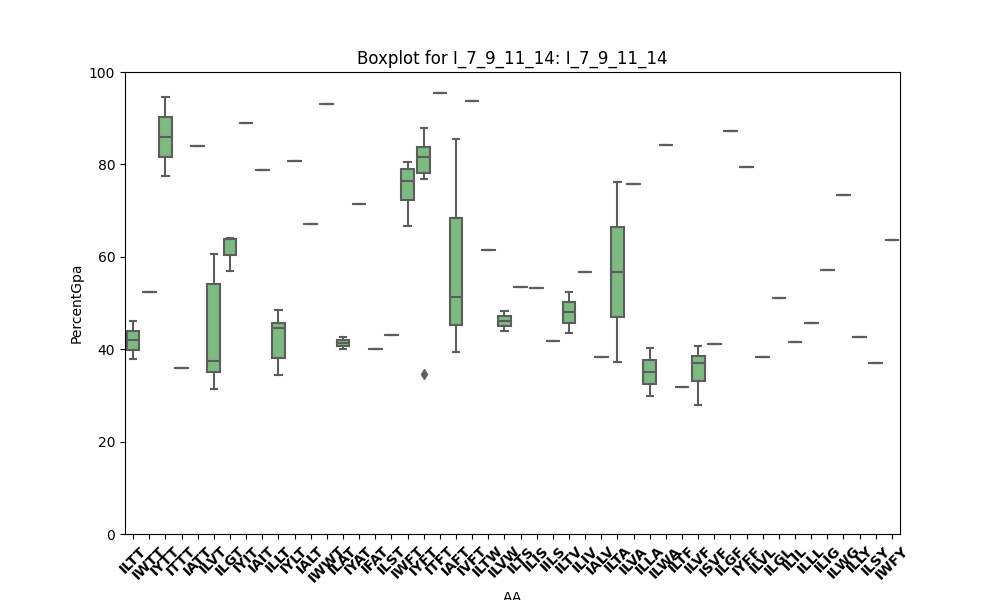 Boxplot for I_7_9_11_14: I_7_9_11_14
PercentGpa
100
80
60
40
20
0
ILTT
IWTT
IYTT
ITTT
IATT
ILVT
ILGT
IYIT
IAIT
ILLT
IYLT
IALT
IWWT
ILAT
IYAT
IFAT
ILST
IWFT
IYFT
ITFT
IAFT
IVFT
ILTW
ILVW
ILTS
ILIS
IILS
ILTV
ILIV
IALV
ILTA
ILVA
ILLA
ILWA
ILTF
ILVF
ISVF
ILGF
IYFF
ILVL
ILGL
ILIL
ILLL
ILIG
ILWG
ILLY
ILSY
IWFY
AA